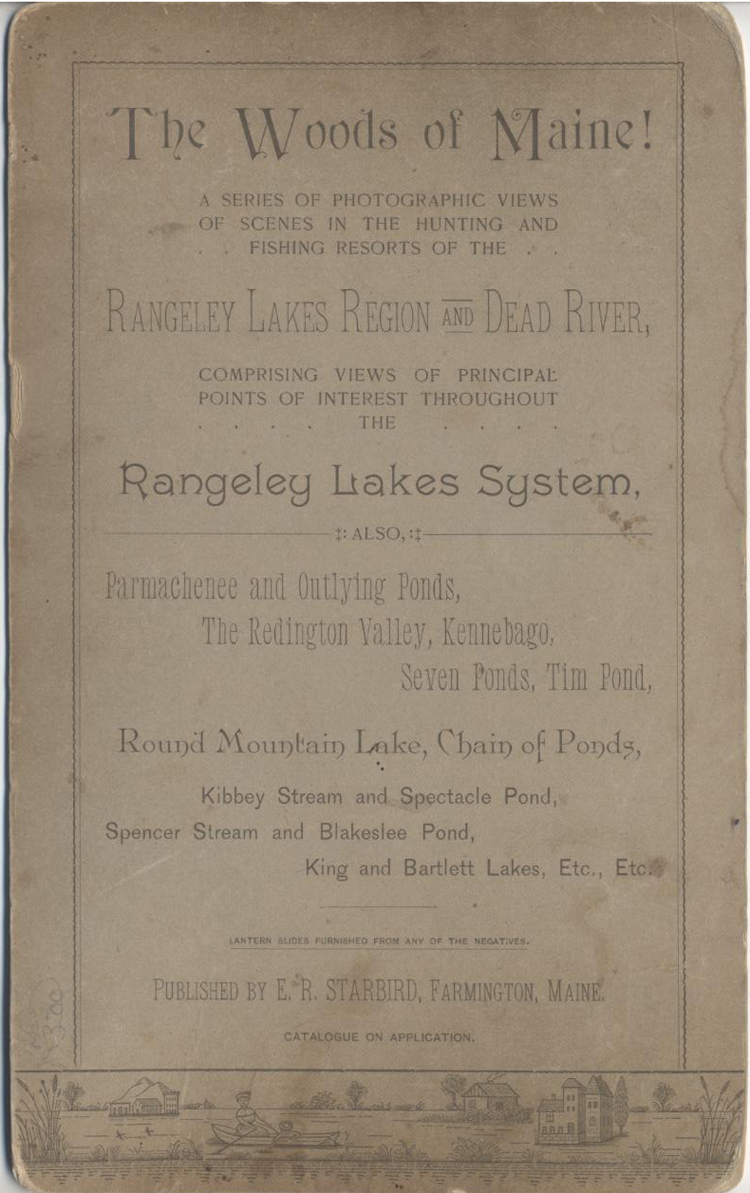 The Woods of Maine!
A SERIES OF PHOTOGRAPHIC VIEWS
OF SCENES IN THE HUNTING AND
. . FISHING RESORTS OF THE . .
RANGELEY LAKES REGION AND DEAD RIVER,
COMPRISING VIEWS OF PRINCIPAL
POINTS OF INTEREST THROUGHOUT
. . . . THE . . . .
Rangeley Lakes System,
‡: ALSO, :‡
Parmachenee and Outlying Ponds,
The Redington Valley, Kennebago,
Seven Ponds, Tim Pond,
Round Mountain Lake, Chain of Ponds,
Kibbey Stream and Spectacle Pond,
Spencer Stream and Blakeslee Pond,
King and Bartlett Lakes, Etc., Etc.
LANTERN SLIDES FURNISHED FROM ANY OF THE NEGATIVES.
PUBLISHED BY E. R. STARBIRD, FARMINGTON, MAINE.
CATALOGUE ON APPLICATION.
3.00